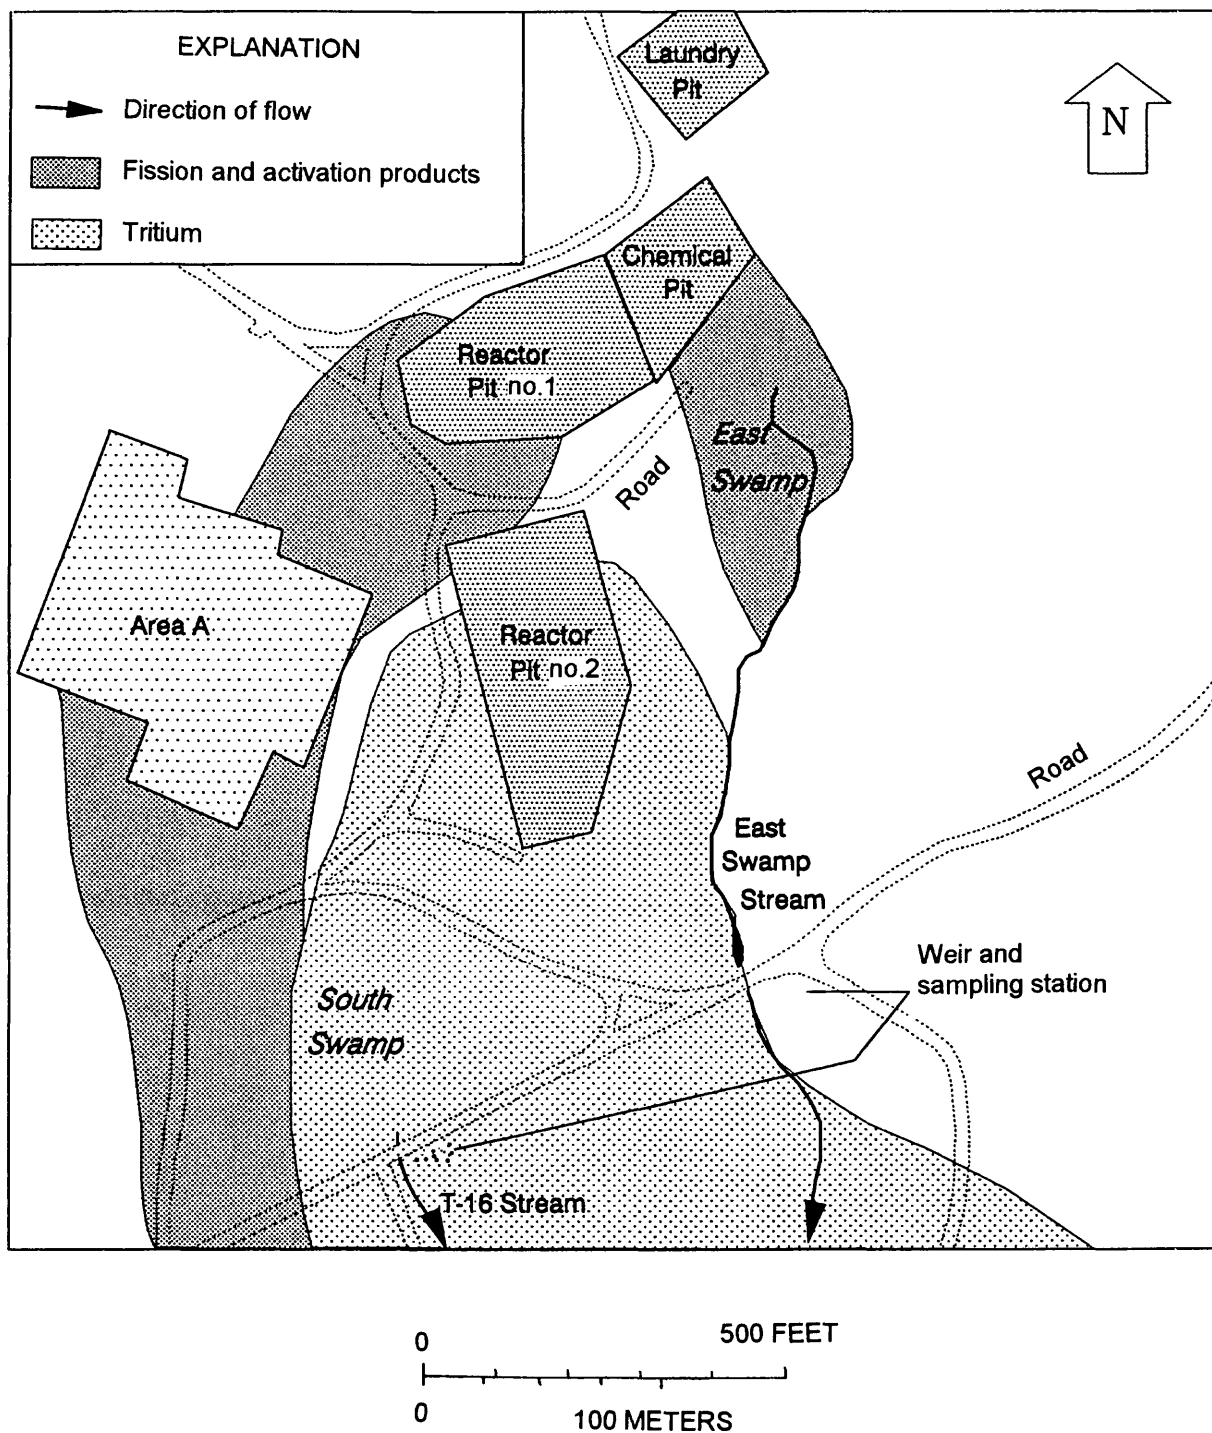 EXPLANATION
Direction of flow
Fission and activation products
Tritium
Laundry
Pit
N
Chemical
Pit
Reactor
Pit no.1
East
Swamp
Road
Area A
Reactor
Pit no.2
Road
East
Swamp
Stream
Weir and
sampling station
South
Swamp
T-16 Stream
0
500 FEET
0
100 METERS